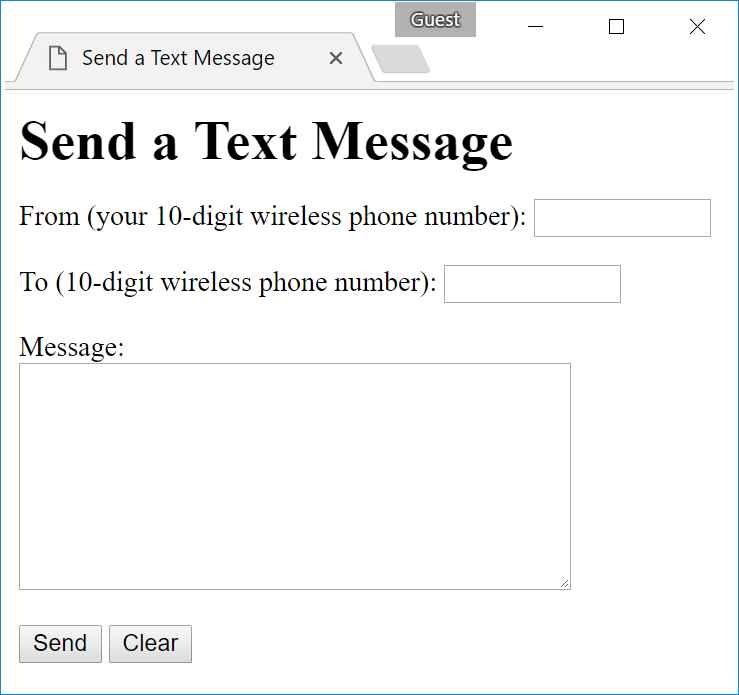 Guest
Send a Text Message
Send a Text Message
From (your 10-digit wireless phone number):
To (10-digit wireless phone number):
Message:
Send Clear